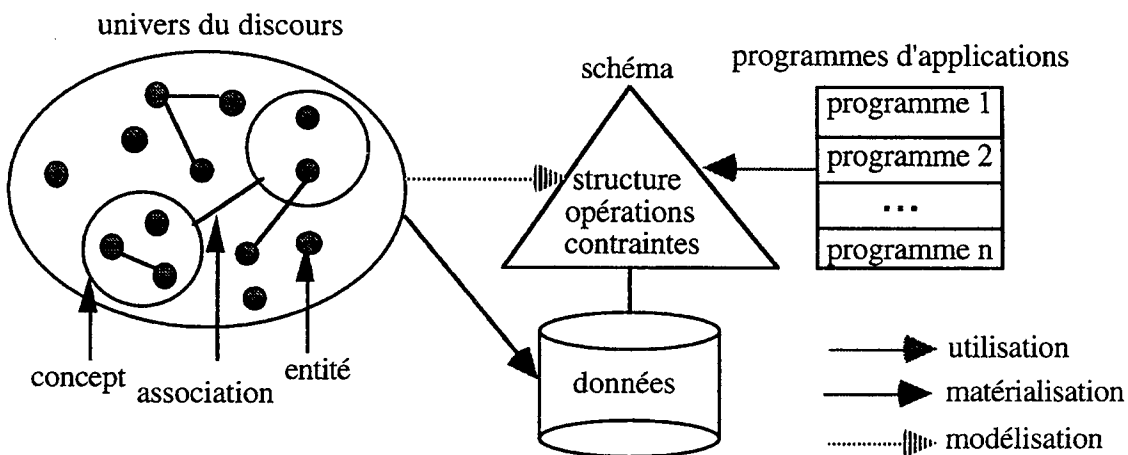 univers du discours
schéma
programmes d'applications
programme 1
programme 2
...
programme n
structure
opérations
contraintes
données
concept
association
entité
utilisation
matérialisation
modélisation